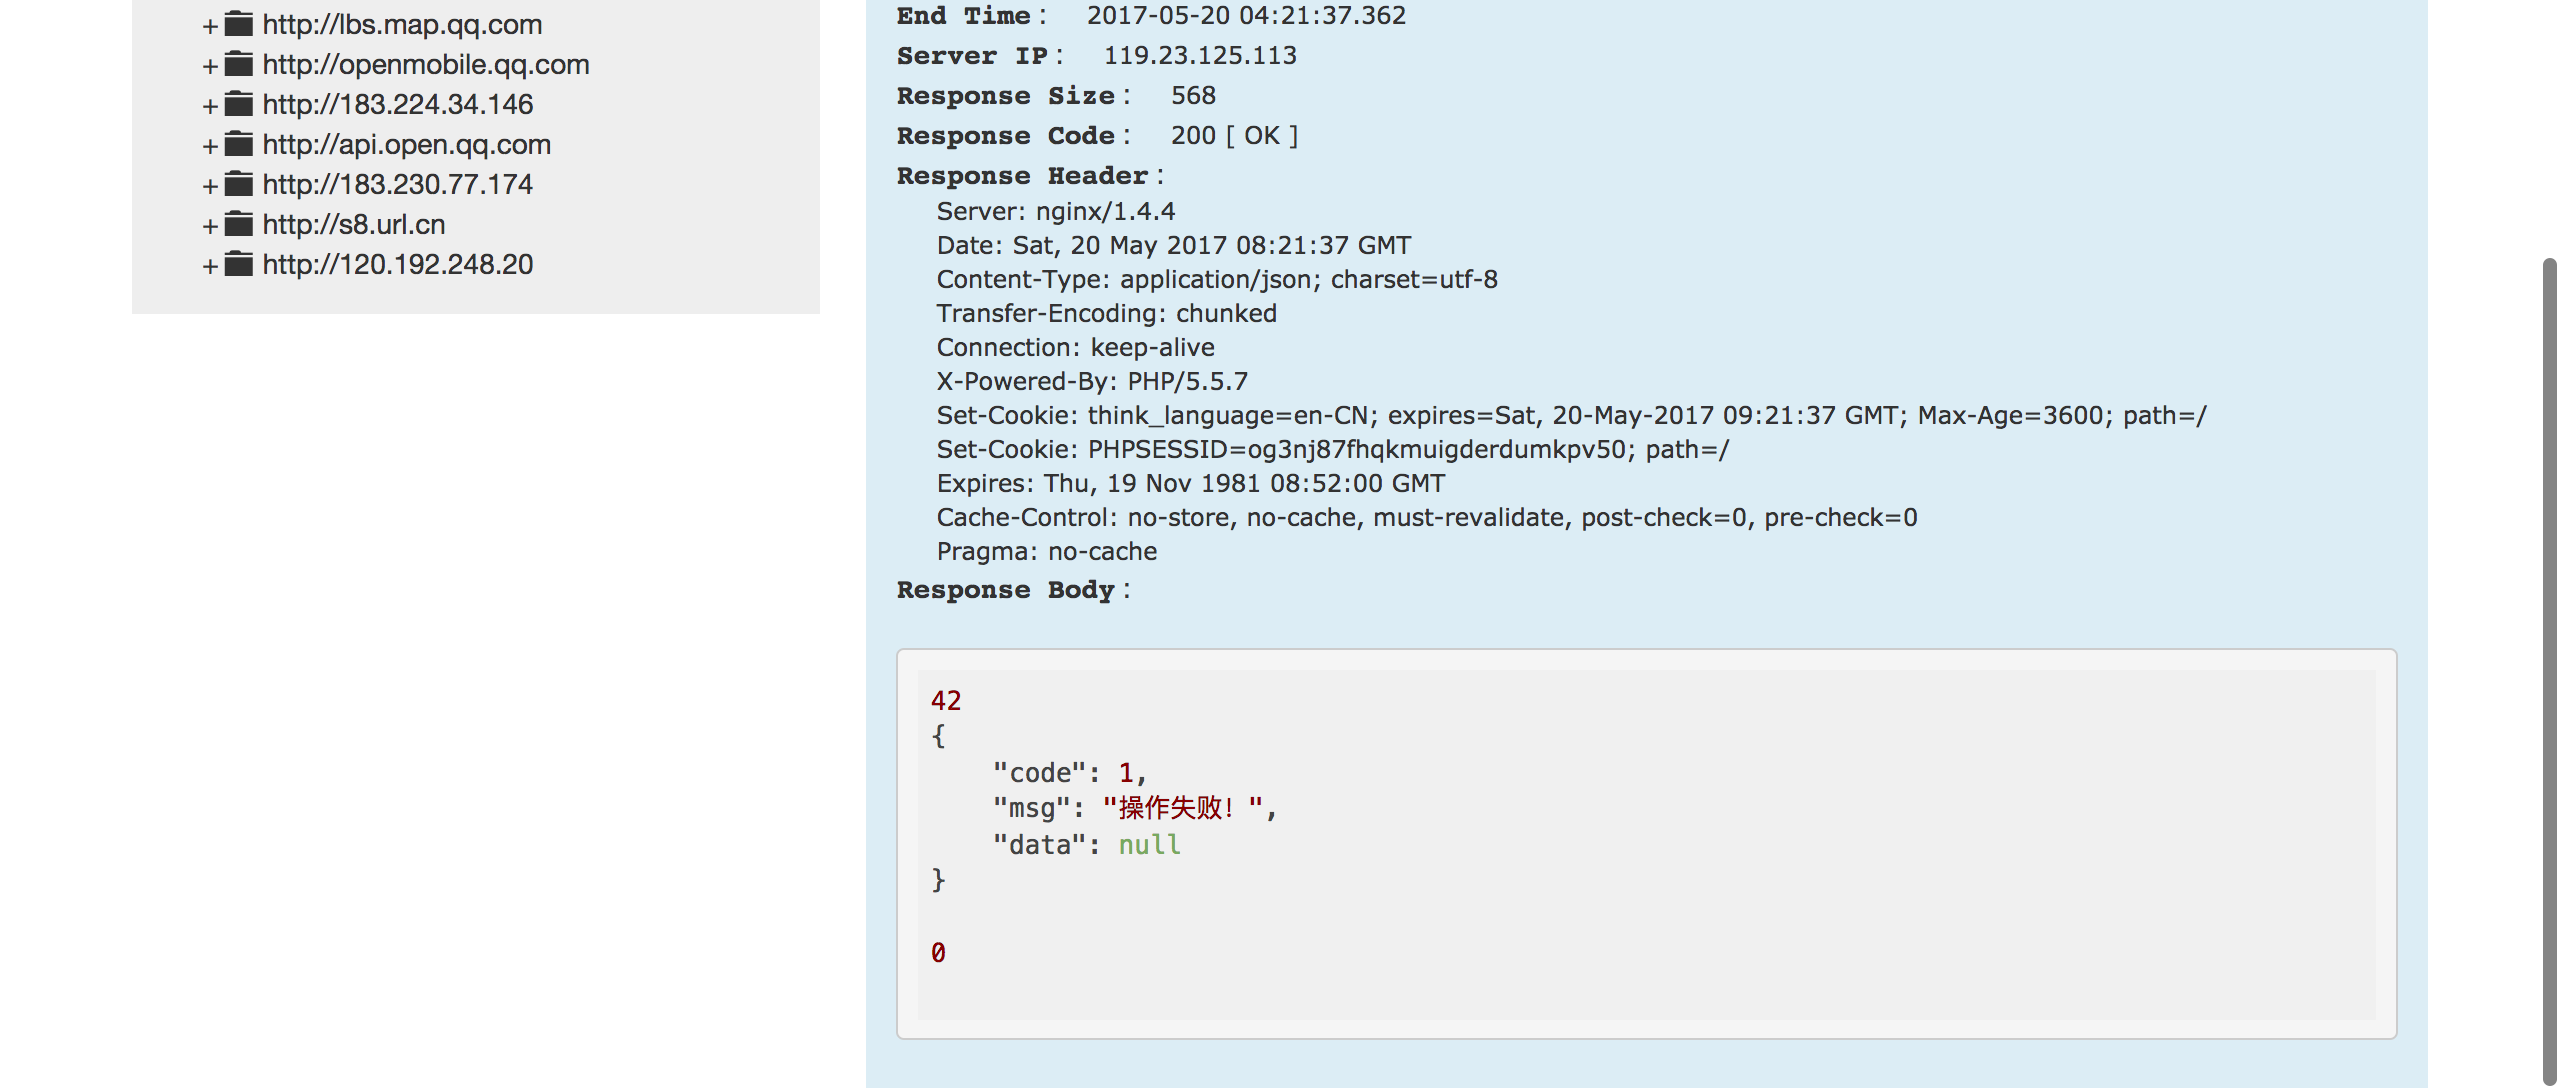 + http://lbs.map.qq.com
+ http://openmobile.qq.com
+ http://183.224.34.146
+ http://api.open.qq.com
+ http://183.230.77.174
+ http://s8.url.cn
+ http://120.192.248.20
End Time: 2017-05-20 04:21:37.362
Server IP: 119.23.125.113
Response Size: 568
Response Code: 200 [ OK ]
Response Header:
Server: nginx/1.4.4
Date: Sat, 20 May 2017 08:21:37 GMT
Content-Type: application/json; charset=utf-8
Transfer-Encoding: chunked
Connection: keep-alive
X-Powered-By: PHP/5.5.7
Set-Cookie: think_language=en-CN; expires=Sat, 20-May-2017 09:21:37 GMT; Max-Age=3600; path=/
Set-Cookie: PHPSESSID=og3nj87fhqkmuigderdumkpv50; path=/
Expires: Thu, 19 Nov 1981 08:52:00 GMT
Cache-Control: no-store, no-cache, must-revalidate, post-check=0, pre-check=0
Pragma: no-cache
Response Body:
42
{
"code": 1,
"msg": "操作失败！",
"data": null
}
0